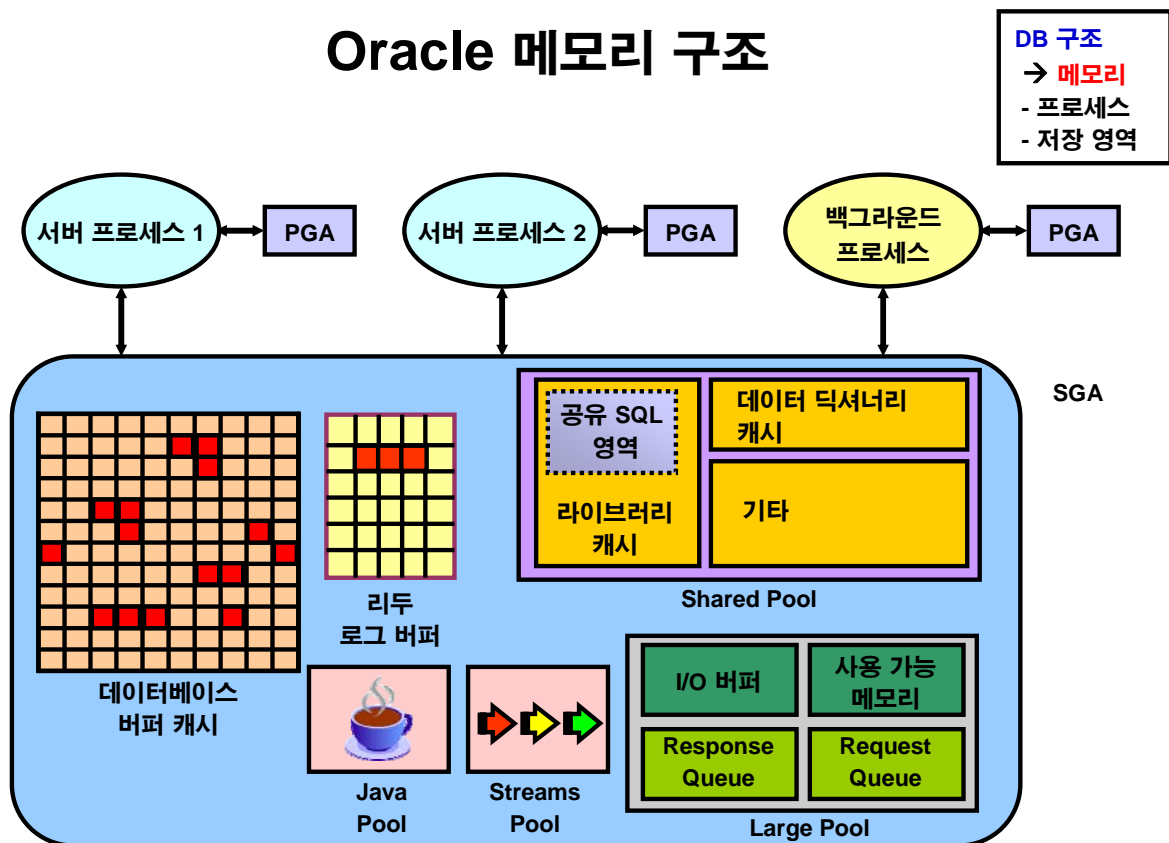 Oracle 메모리 구조
DB 구조
→ 메모리
- 프로세스
- 저장 영역
서버 프로세스 1
PGA
서버 프로세스 2
PGA
백그라운드
프로세스
PGA
SGA
공유 SQL
영역
라이브러리
캐시
데이터 딕셔너리
캐시
기타
Shared Pool
데이터베이스
버퍼 캐시
리두
로그 버퍼
Java
Pool
Streams
Pool
I/O 버퍼
사용 가능
메모리
Response
Queue
Request
Queue
Large Pool